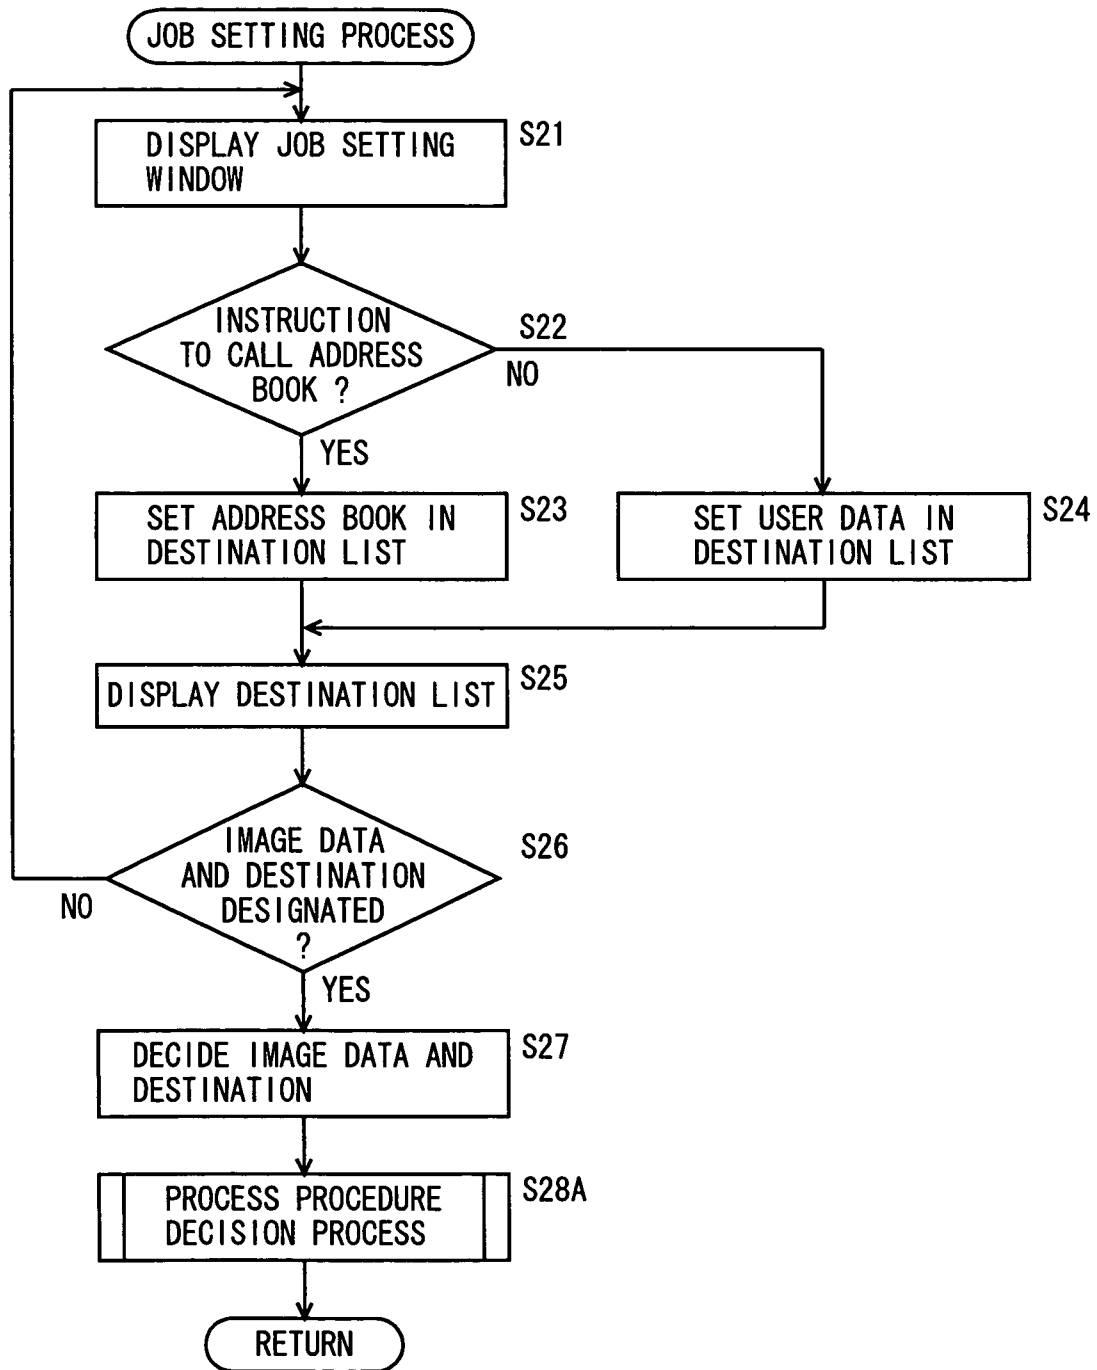 JOB SETTING PROCESS
DISPLAY JOB SETTING
WINDOW
S21
INSTRUCTION
TO CALL ADDRESS
BOOK ?
S22
NO
YES
SET ADDRESS BOOK IN
DESTINATION LIST
S23
SET USER DATA IN
DESTINATION LIST
S24
DISPLAY DESTINATION LIST
S25
IMAGE DATA
AND DESTINATION
DESIGNATED
?
S26
NO
YES
DECIDE IMAGE DATA AND
DESTINATION
S27
PROCESS PROCEDURE
DECISION PROCESS
S28A
RETURN